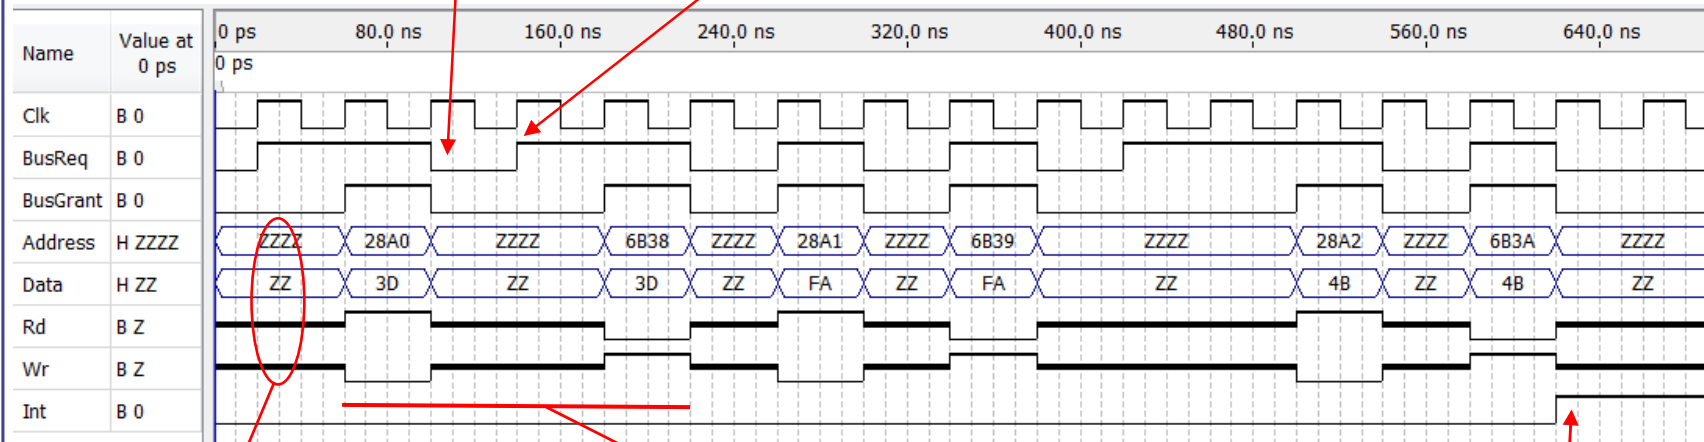 Name Value at 0 ps 0 ps 80.0 ns 160.0 ns 240.0 ns 320.0 ns 400.0 ns 480.0 ns 560.0 ns 640.0 ns
0 ps
Clk B 0
BusReq B 0
BusGrant B 0
Address H ZZZZ ZZZZ 28A0 ZZZZ 6B38 ZZZZ 28A1 ZZZZ 6B39 ZZZZ 28A2 ZZZZ 6B3A ZZZZ
Data H ZZ ZZ 3D ZZ 3D ZZ FA ZZ FA ZZ 4B ZZ 4B ZZ
Rd B Z
Wr B Z
Int B 0